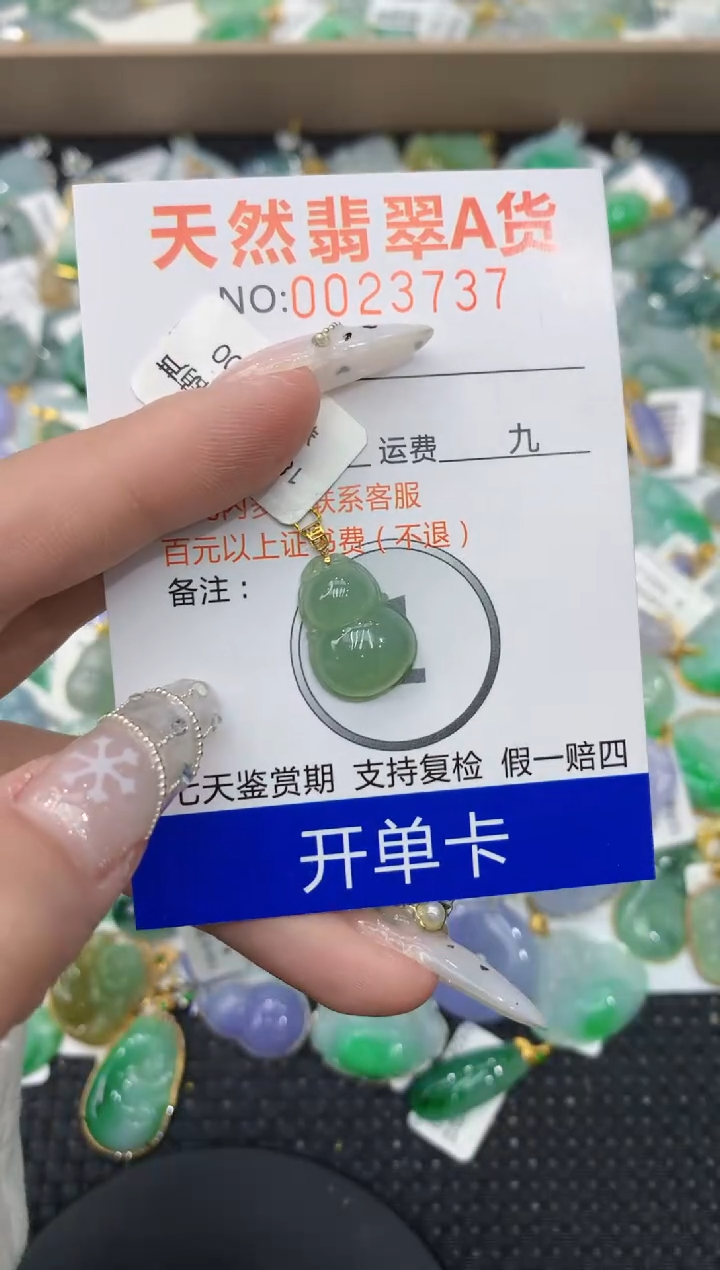 天然翡翠A货
NO:0023737
运费 九
联系客服
百元以上证书费（不退）
备注：
七天鉴赏期 支持复检 假一赔四
开单卡